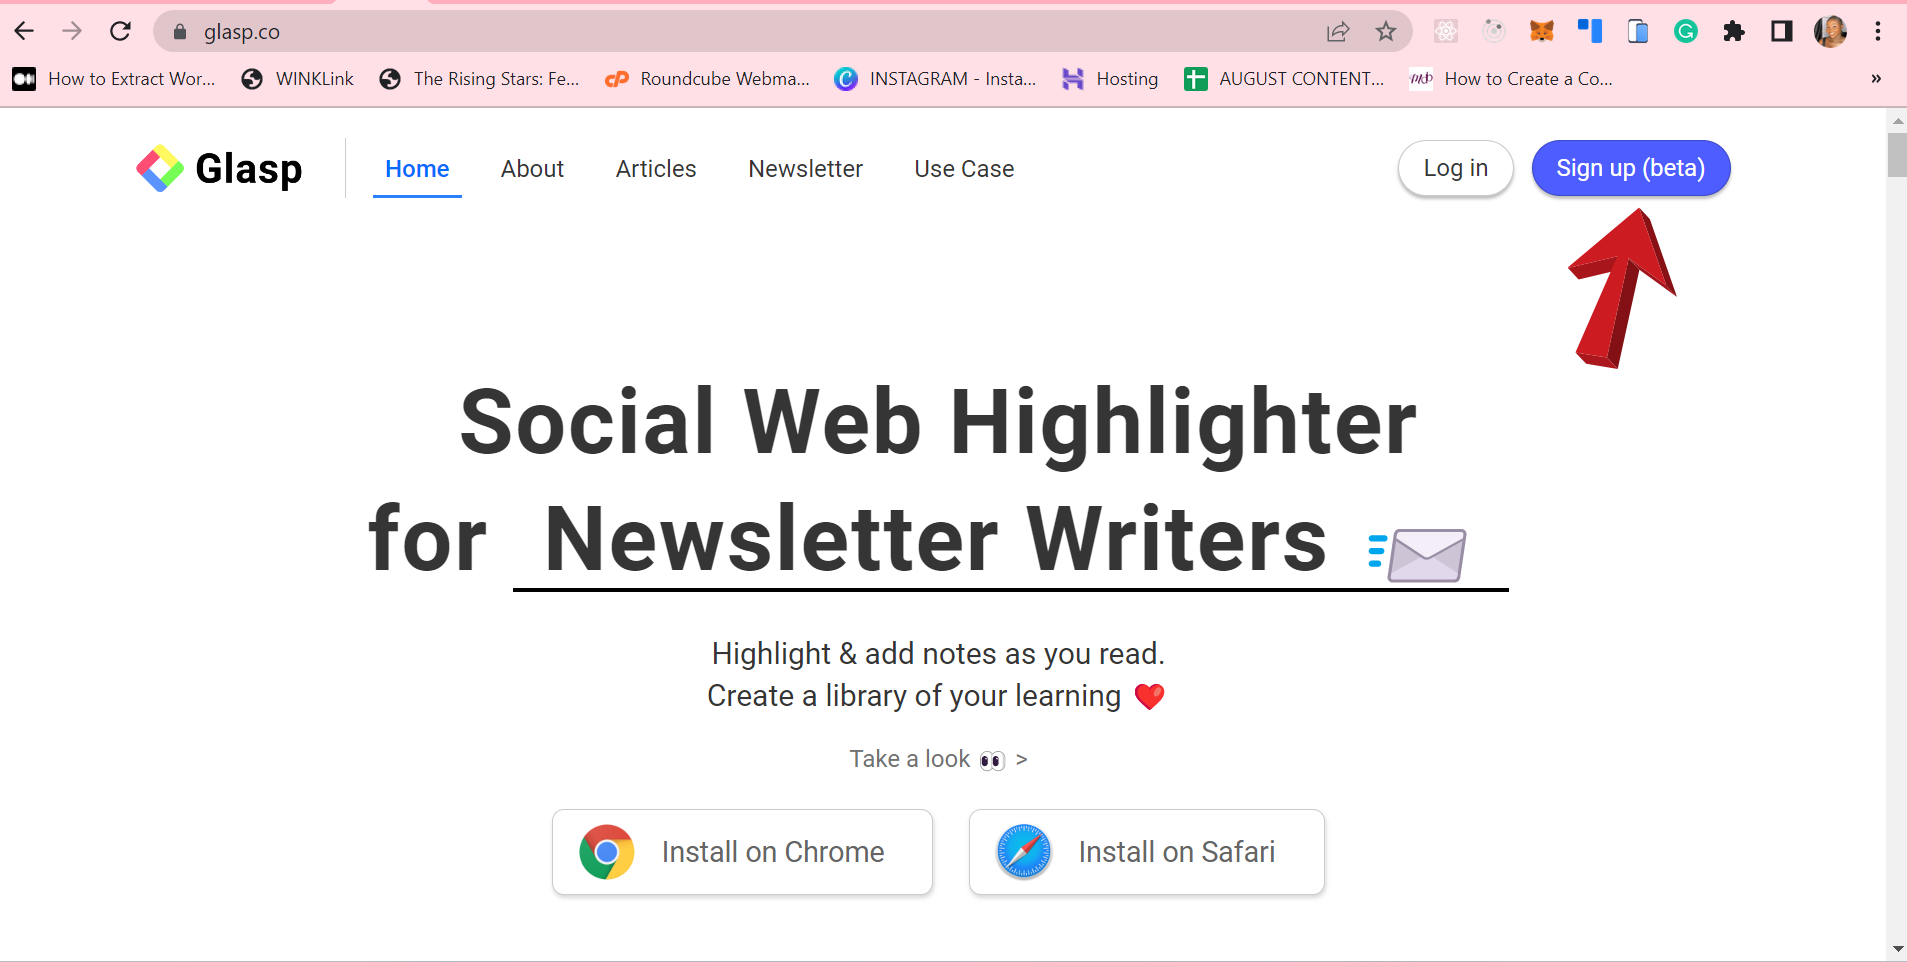 glasp.co
How to Extract Wor... WINKLink The Rising Stars: Fe... Roundcube Webma... INSTAGRAM - Insta... Hosting AUGUST CONTENT... How to Create a Co... »
Glasp Home About Articles Newsletter Use Case Log in Sign up (beta)
Social Web Highlighter
for Newsletter Writers
Highlight & add notes as you read.
Create a library of your learning ❤️
Take a look 👀 >
Install on Chrome Install on Safari